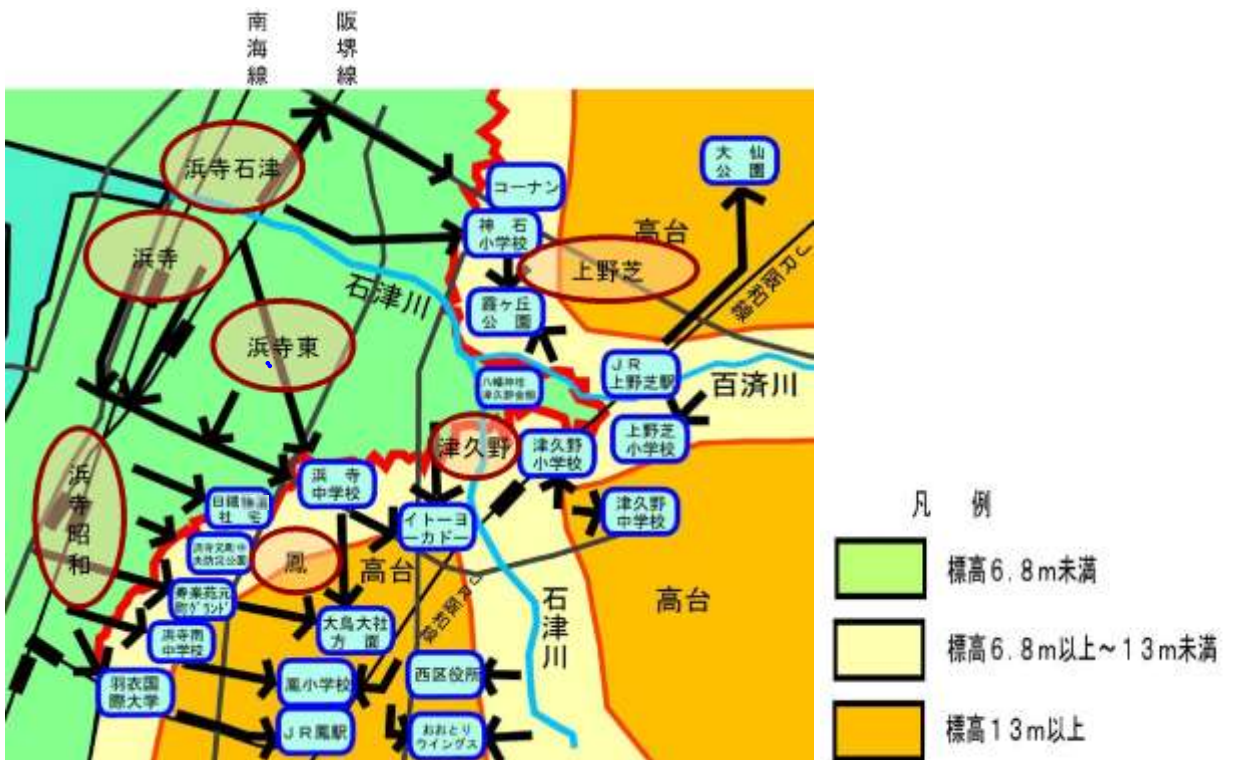 南海線
阪堺線
浜寺石津
大仙
公園
コーナン
神石
小学校
高台
浜寺
上野芝
JR阪和線
石津川
霞ヶ丘
公園
浜寺東
JR
上野芝駅
百済川
八幡神社
津久野会館
上野芝
小学校
津久野
津久野
小学校
浜寺
中学校
浜寺昭和
社宅
イトーヨ
ーカドー
津久野
中学校
鳳
高台
高台
寿楽苑元
町グランド
JR阪和線
石津川
大鳥大社
方園
浜寺南
中学校
羽衣国
際大学
鳳小学校
西区役所
JR鳳駅
おおとり
ウイングス
凡例
標高6.8m未満
標高6.8m以上～13m未満
標高13m以上